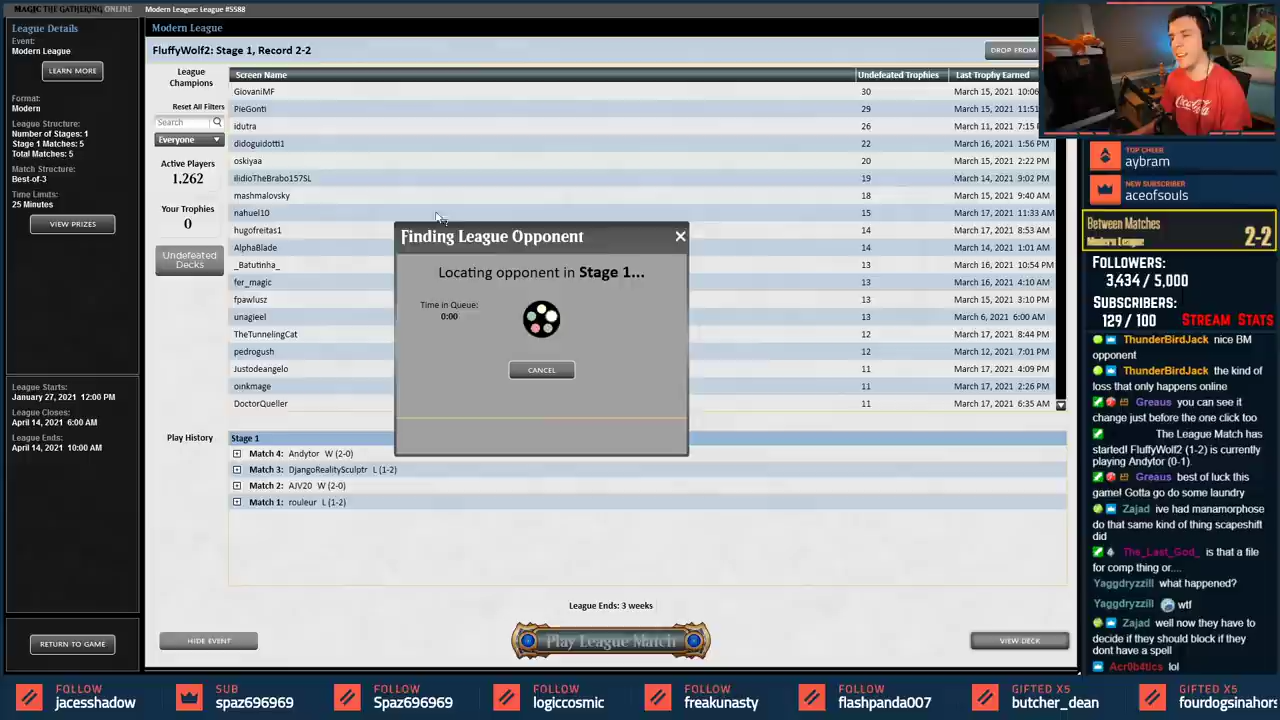 MAGIC THE GATHERING ONLINE
Modern League: League #5588
League Details
Event:
Modern League
LEARN MORE
Format:
Modern
League Structure:
Number of Stages: 1
Stage 1 Matches: 5
Total Matches: 5
Match Structure:
Best-of-3
Time Limits:
25 Minutes
VIEW PRIZES
League Starts:
January 27, 2021 12:00 PM
League Closes:
April 14, 2021 6:00 AM
League Ends:
April 14, 2021 10:00 AM
RETURN TO GAME
Modern League
FluffyWolf2: Stage 1, Record 2-2
DROP FROM
League Champions
Reset All Filters
Search
Everyone
Active Players
1,262
Your Trophies
0
Undefeated Decks
Screen Name Undefeated Trophies Last Trophy Earned
GiovaniMF 30 March 15, 2021 10:06
PieGonti 29 March 15, 2021 11:51
idutra 26 March 11, 2021 7:15
didoguidotti1 22 March 16, 2021 1:56 PM
oskiyaa 20 March 15, 2021 2:22 PM
ilidioTheBrabo157SL 19 March 14, 2021 9:02 PM
mashmalovsky 18 March 15, 2021 9:40 AM
nahuel10 15 March 17, 2021 11:33 AM
hugofreitas1 14 March 17, 2021 8:53 AM
AlphaBlade 14 March 14, 2021 1:01 AM
_Batutinha_ 13 March 16, 2021 10:54 PM
fer_magic 13 March 16, 2021 4:10 AM
fpawlusz 13 March 15, 2021 3:10 PM
unagieel 13 March 6, 2021 6:00 AM
TheTunnelingCat 12 March 17, 2021 8:44 PM
pedrogush 12 March 12, 2021 7:01 PM
Justodeangelo 11 March 17, 2021 4:09 PM
oinkmage 11 March 17, 2021 2:26 PM
DoctorQueller 11 March 17, 2021 6:35 AM
Finding League Opponent
Locating opponent in Stage 1...
Time in Queue:
0:00
CANCEL
Play History
Stage 1
Match 4: Andytor W (2-0)
Match 3: DjangoRealitySculptr L (1-2)
Match 2: AJV20 W (2-0)
Match 1: rouleur L (1-2)
League Ends: 3 weeks
HIDE EVENT
Play League Match
VIEW DECK
Coca-Cola
TOP CHEER
aybram
NEW SUBSCRIBER
aceofsouls
Between Matches
Modern League
2-2
FOLLOWERS:
3,434 / 5,000
SUBSCRIBERS:
129 / 100 STREAM STATS
ThunderBirdJack nice BM
opponent
ThunderBirdJack the kind of
loss that only happens online
Greaus you can see it
change just before the one click too
The League Match has
started! FluffyWolf2 (1-2) is currently
playing Andytor (0-1).
Greaus best of luck this
game! Gotta go do some laundry
Zajad ive had manamorphose
do that same kind of thing scapeshift
did
The_Last_God_ is that a file
for comp thing or....
Yaggdryzzill what happened?
Yaggdryzzill wtf
Zajad well now they have to
decide if they should block if they
dont have a spell
Acr0b4tics lol
FOLLOW
jacesshadow
SUB
spaz696969
FOLLOW
Spaz696969
FOLLOW
logiccosmic
FOLLOW
freakunasty
FOLLOW
flashpanda007
GIFTED X5
butcher_dean
GIFTED X5
fourdogsinahors